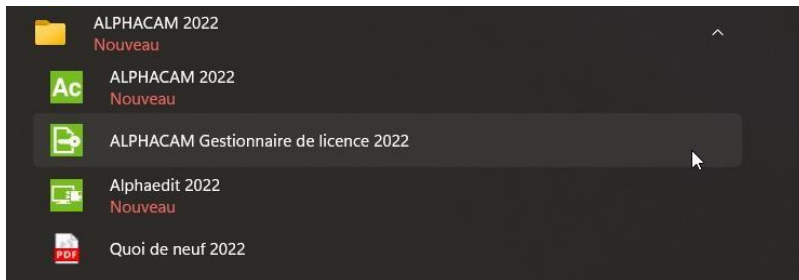 ALPHACAM 2022
Nouveau
Ac
ALPHACAM 2022
Nouveau
ALPHACAM Gestionnaire de licence 2022
Alphaedit 2022
Nouveau
PDF
Quoi de neuf 2022